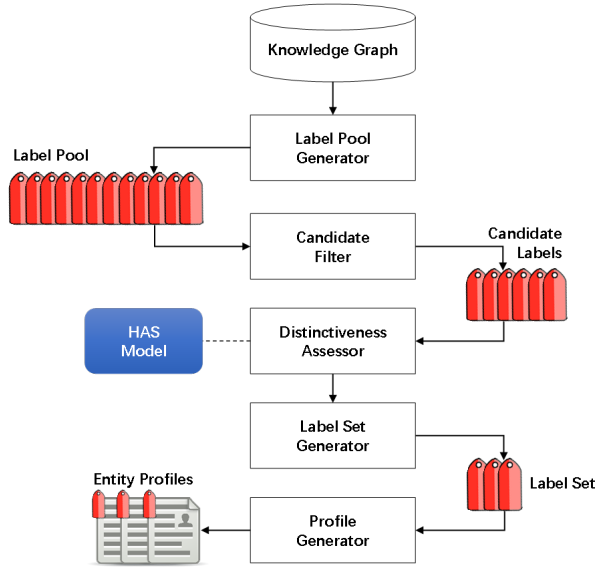 Knowledge Graph
Label Pool
Generator
Label Pool
Candidate
Filter
Candidate
Labels
HAS
Model
Distinctiveness
Assessor
Label Set
Generator
Label Set
Entity Profiles
Profile
Generator